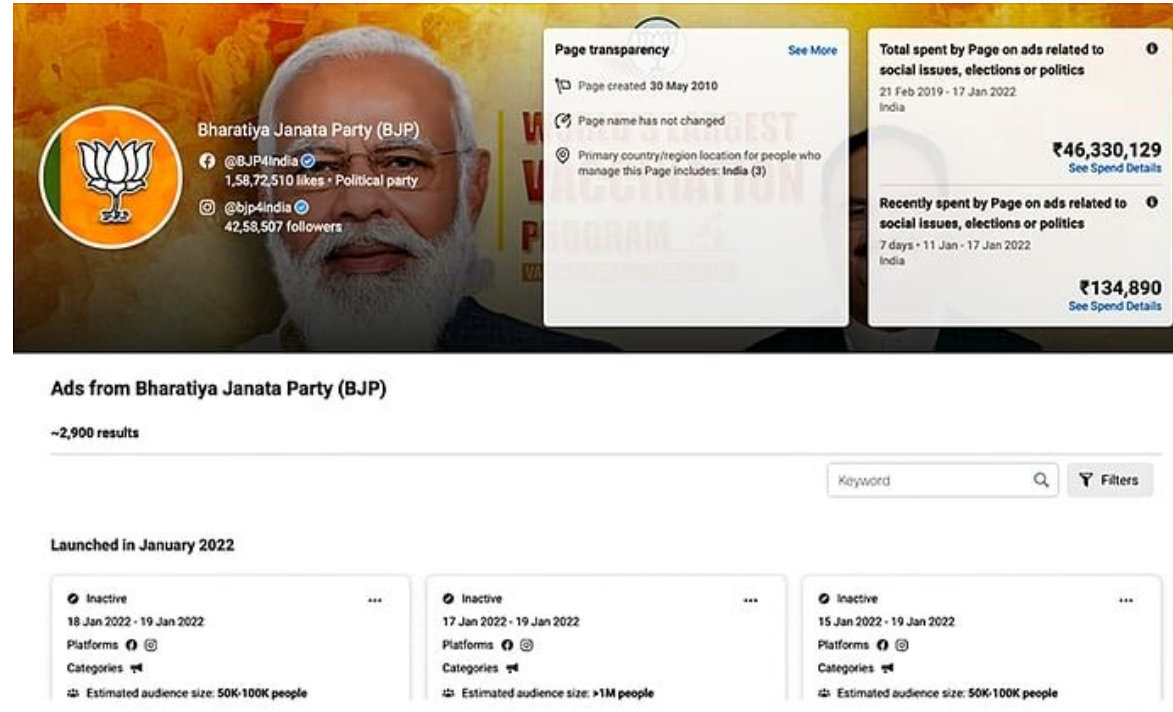 Bharatiya Janata Party (BJP)
@BJP4India
1,58,72,510 likes • Political party
@bjp4india
42,58,507 followers
WORLD'S LARGEST
VACCINATION
PROGRAM
Page transparency
See More
Page created 30 May 2010
Page name has not changed
Primary country/region location for people who
manage this Page includes: India (3)
Total spent by Page on ads related to
social issues, elections or politics
21 Feb 2019 - 17 Jan 2022
India
₹46,330,129
See Spend Details
Recently spent by Page on ads related to
social issues, elections or politics
7 days • 11 Jan - 17 Jan 2022
India
₹134,890
See Spend Details
Ads from Bharatiya Janata Party (BJP)
~2,900 results
Keyword
Filters
Launched in January 2022
Inactive
18 Jan 2022 - 19 Jan 2022
Platforms
Categories
Estimated audience size: 50K-100K people
Inactive
17 Jan 2022 - 19 Jan 2022
Platforms
Categories
Estimated audience size: >1M people
Inactive
15 Jan 2022 - 19 Jan 2022
Platforms
Categories
Estimated audience size: 50K-100K people